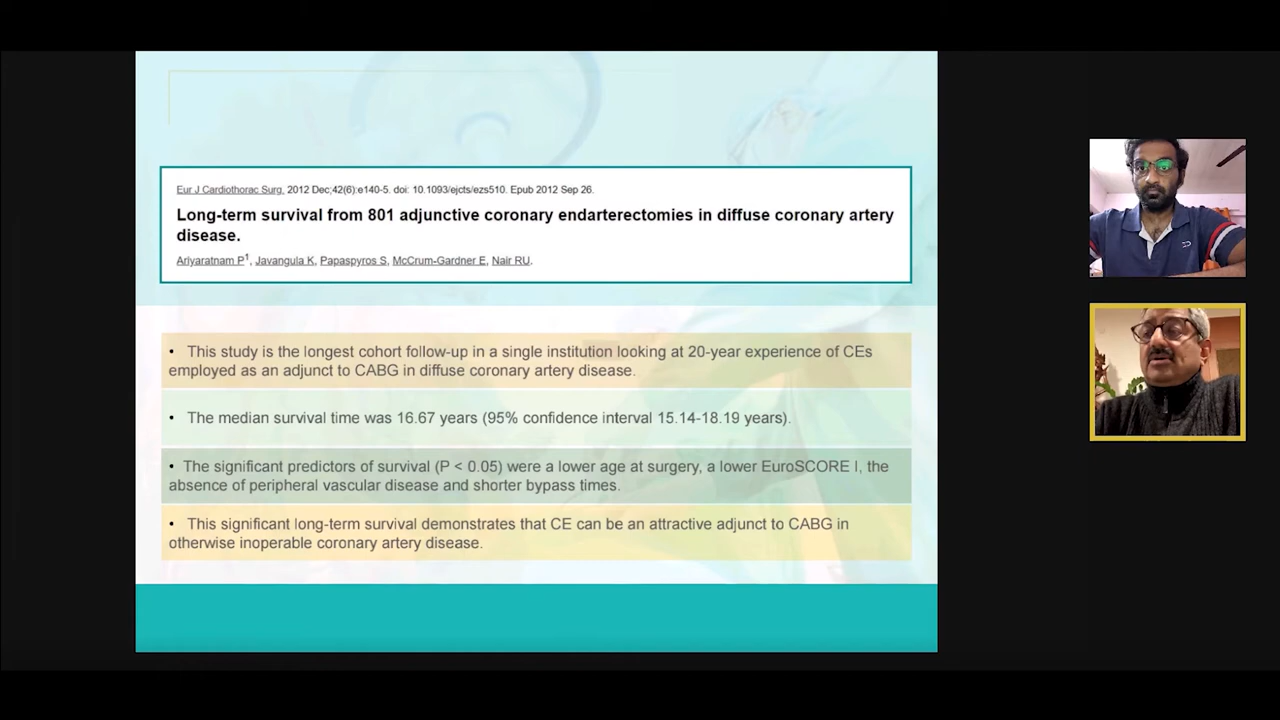 Eur J Cardiothorac Surg. 2012 Dec;42(6):e140-5. doi: 10.1093/ejcts/ezs510. Epub 2012 Sep 26.
Long-term survival from 801 adjunctive coronary endarterectomies in diffuse coronary artery
disease.
Ariyaratnam P1, Javangula K, Papaspyros S, McCrum-Gardner E, Nair RU.
• This study is the longest cohort follow-up in a single institution looking at 20-year experience of CEs
employed as an adjunct to CABG in diffuse coronary artery disease.
• The median survival time was 16.67 years (95% confidence interval 15.14-18.19 years).
• The significant predictors of survival (P < 0.05) were a lower age at surgery, a lower EuroSCORE I, the
absence of peripheral vascular disease and shorter bypass times.
• This significant long-term survival demonstrates that CE can be an attractive adjunct to CABG in
otherwise inoperable coronary artery disease.